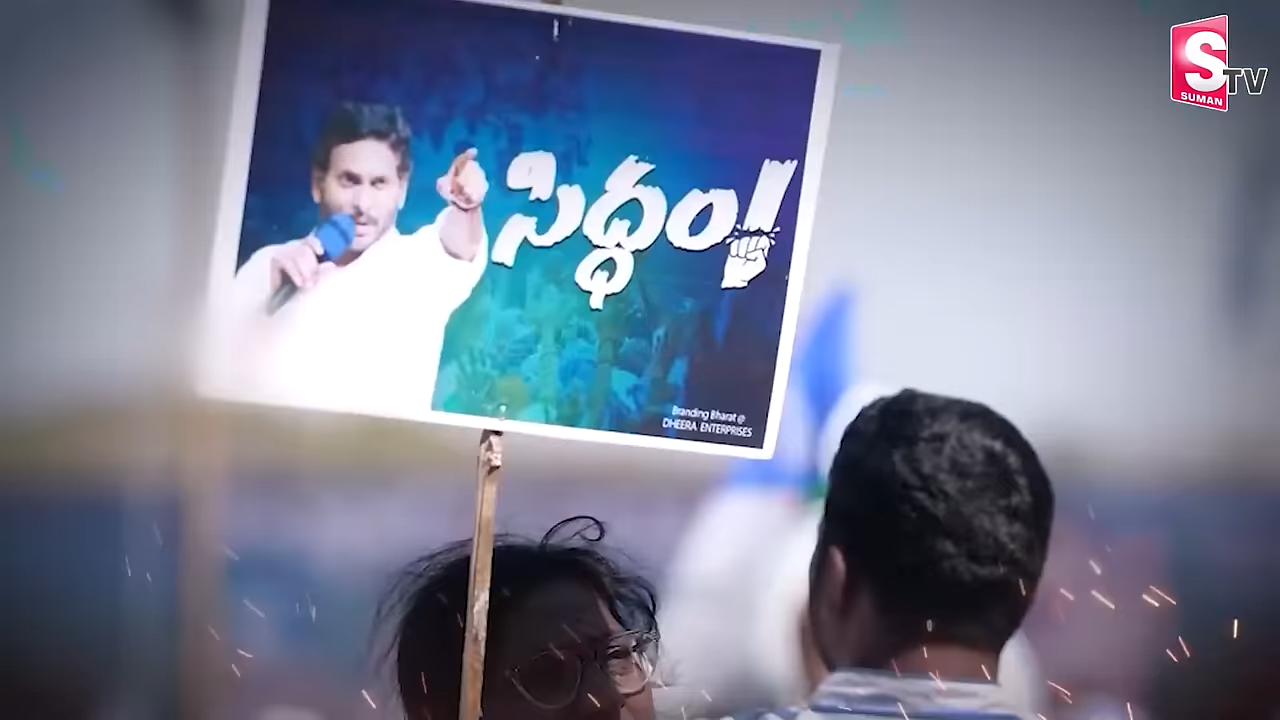 S TV
SUMAN
సిద్ధం!
Branding Bharat @
DHEERA ENTERPRISES